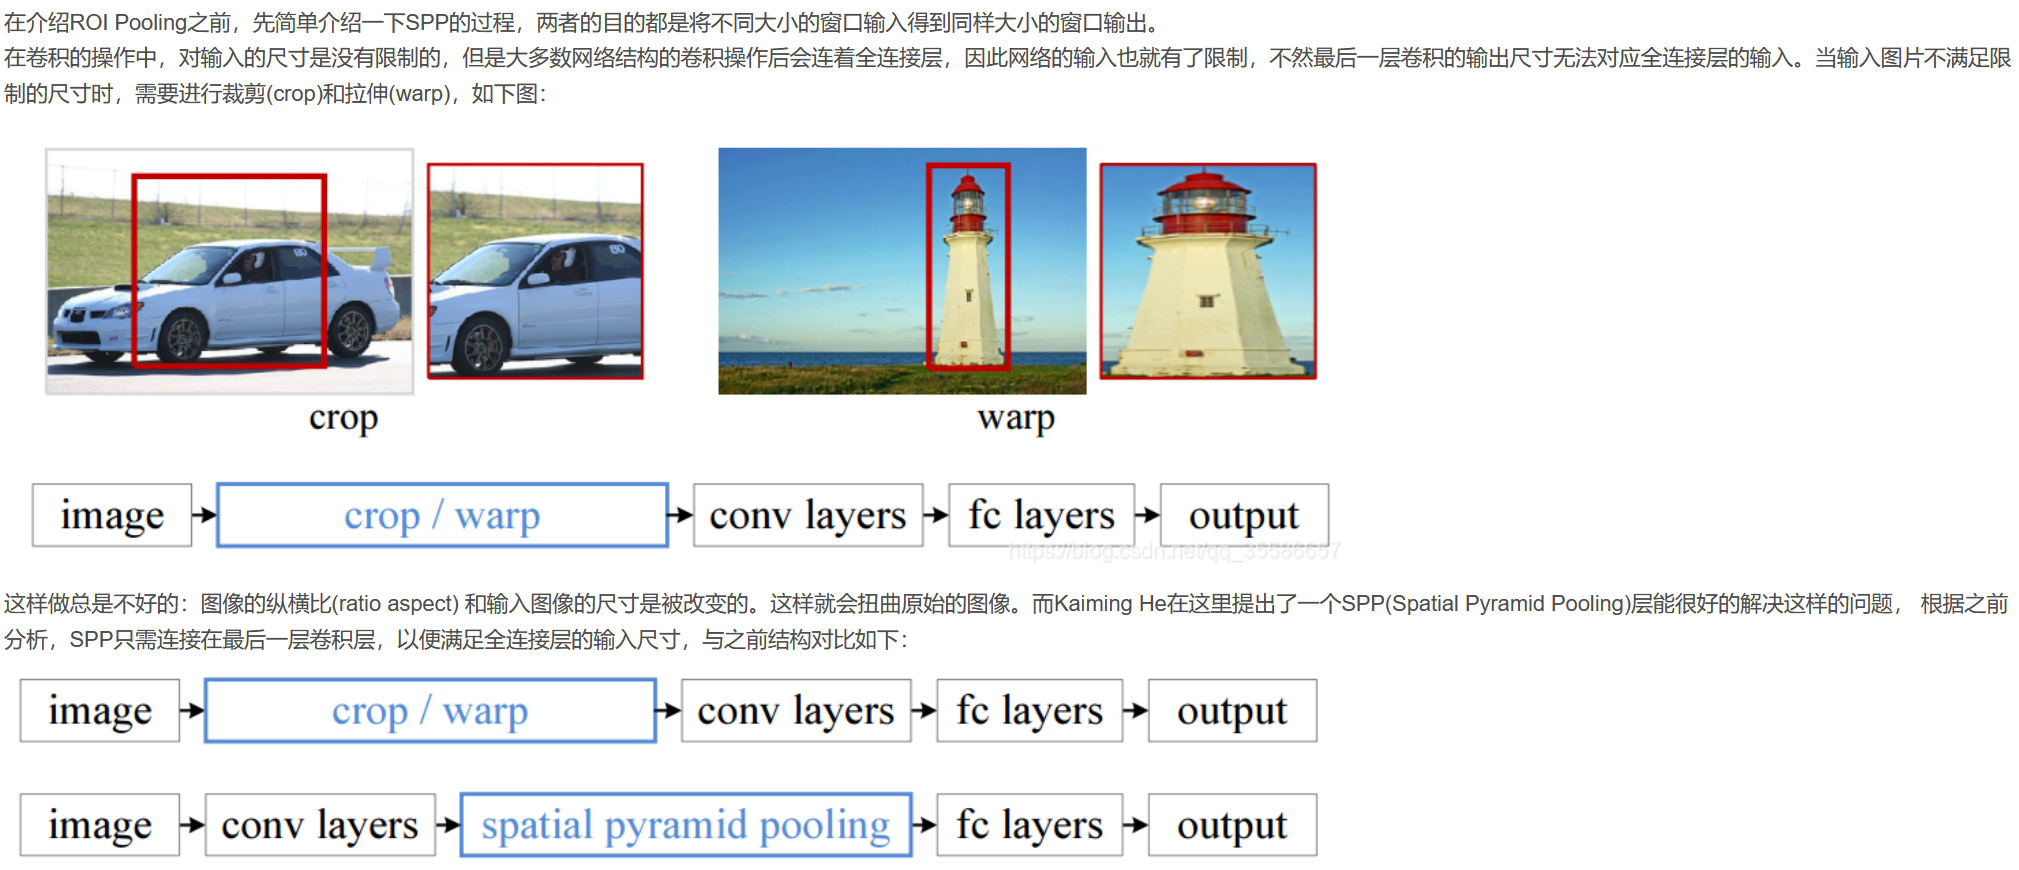 在介绍ROI Pooling之前，先简单介绍一下SPP的过程，两者的目的都是将不同大小的窗口输入得到同样大小的窗口输出。
在卷积的操作中，对输入的尺寸是没有限制的，但是大多数网络结构的卷积操作后会连着全连接层，因此网络的输入也就有了限制，不然最后一层卷积的输出尺寸无法对应全连接层的输入。当输入图片不满足限
制的尺寸时，需要进行裁剪(crop)和拉伸(warp)，如下图：
crop
warp
image
crop / warp
conv layers
fc layers
output
https://blog.csdn.net/qq_35586657
这样做总是不好的：图像的纵横比(ratio aspect) 和输入图像的尺寸是被改变的。这样就会扭曲原始的图像。而Kaiming He在这里提出了一个SPP(Spatial Pyramid Pooling)层能很好的解决这样的问题， 根据之前
分析，SPP只需连接在最后一层卷积层，以便满足全连接层的输入尺寸，与之前结构对比如下：
image
crop / warp
conv layers
fc layers
output
image
conv layers
spatial pyramid pooling
fc layers
output